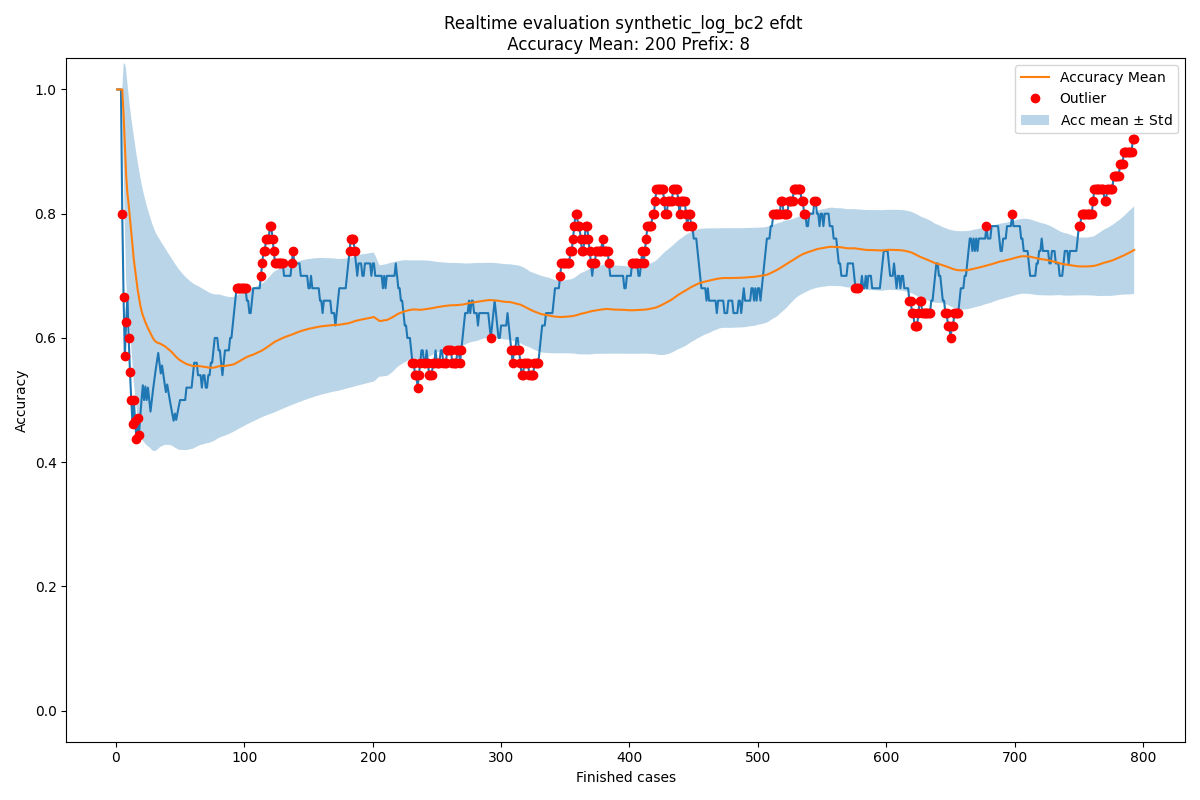 Realtime evaluation synthetic_log_bc2 efdt
Accuracy Mean: 200 Prefix: 8
Accuracy Mean
Outlier
Acc mean ± Std
Accuracy
1.0
0.8
0.6
0.4
0.2
0.0
0
100
200
300
400
500
600
700
800
Finished cases